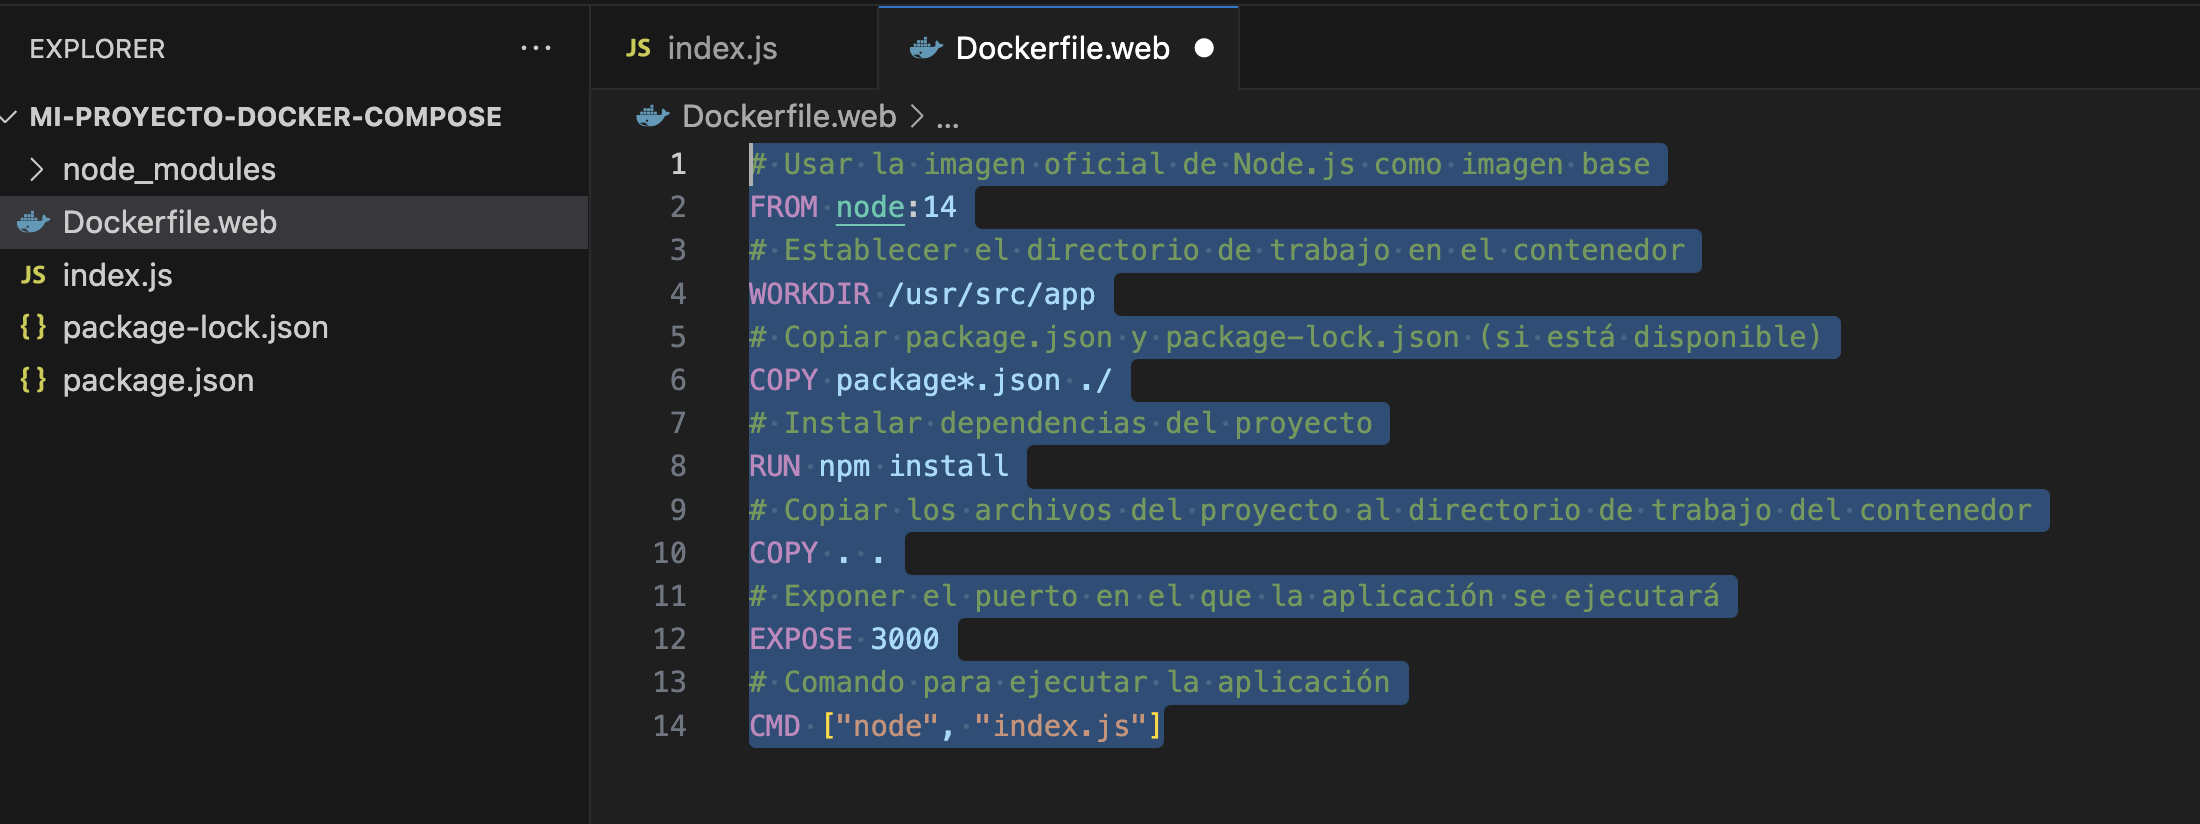 EXPLORER ...
MI-PROYECTO-DOCKER-COMPOSE
node_modules
Dockerfile.web
JS index.js
{} package-lock.json
{} package.json
JS index.js
Dockerfile.web
Dockerfile.web > ...
1 # Usar la imagen oficial de Node.js como imagen base
2 FROM node:14
3 # Establecer el directorio de trabajo en el contenedor
4 WORKDIR /usr/src/app
5 # Copiar package.json y package-lock.json (si está disponible)
6 COPY package*.json ./
7 # Instalar dependencias del proyecto
8 RUN npm install
9 # Copiar los archivos del proyecto al directorio de trabajo del contenedor
10 COPY . .
11 # Exponer el puerto en el que la aplicación se ejecutará
12 EXPOSE 3000
13 # Comando para ejecutar la aplicación
14 CMD ["node", "index.js"]